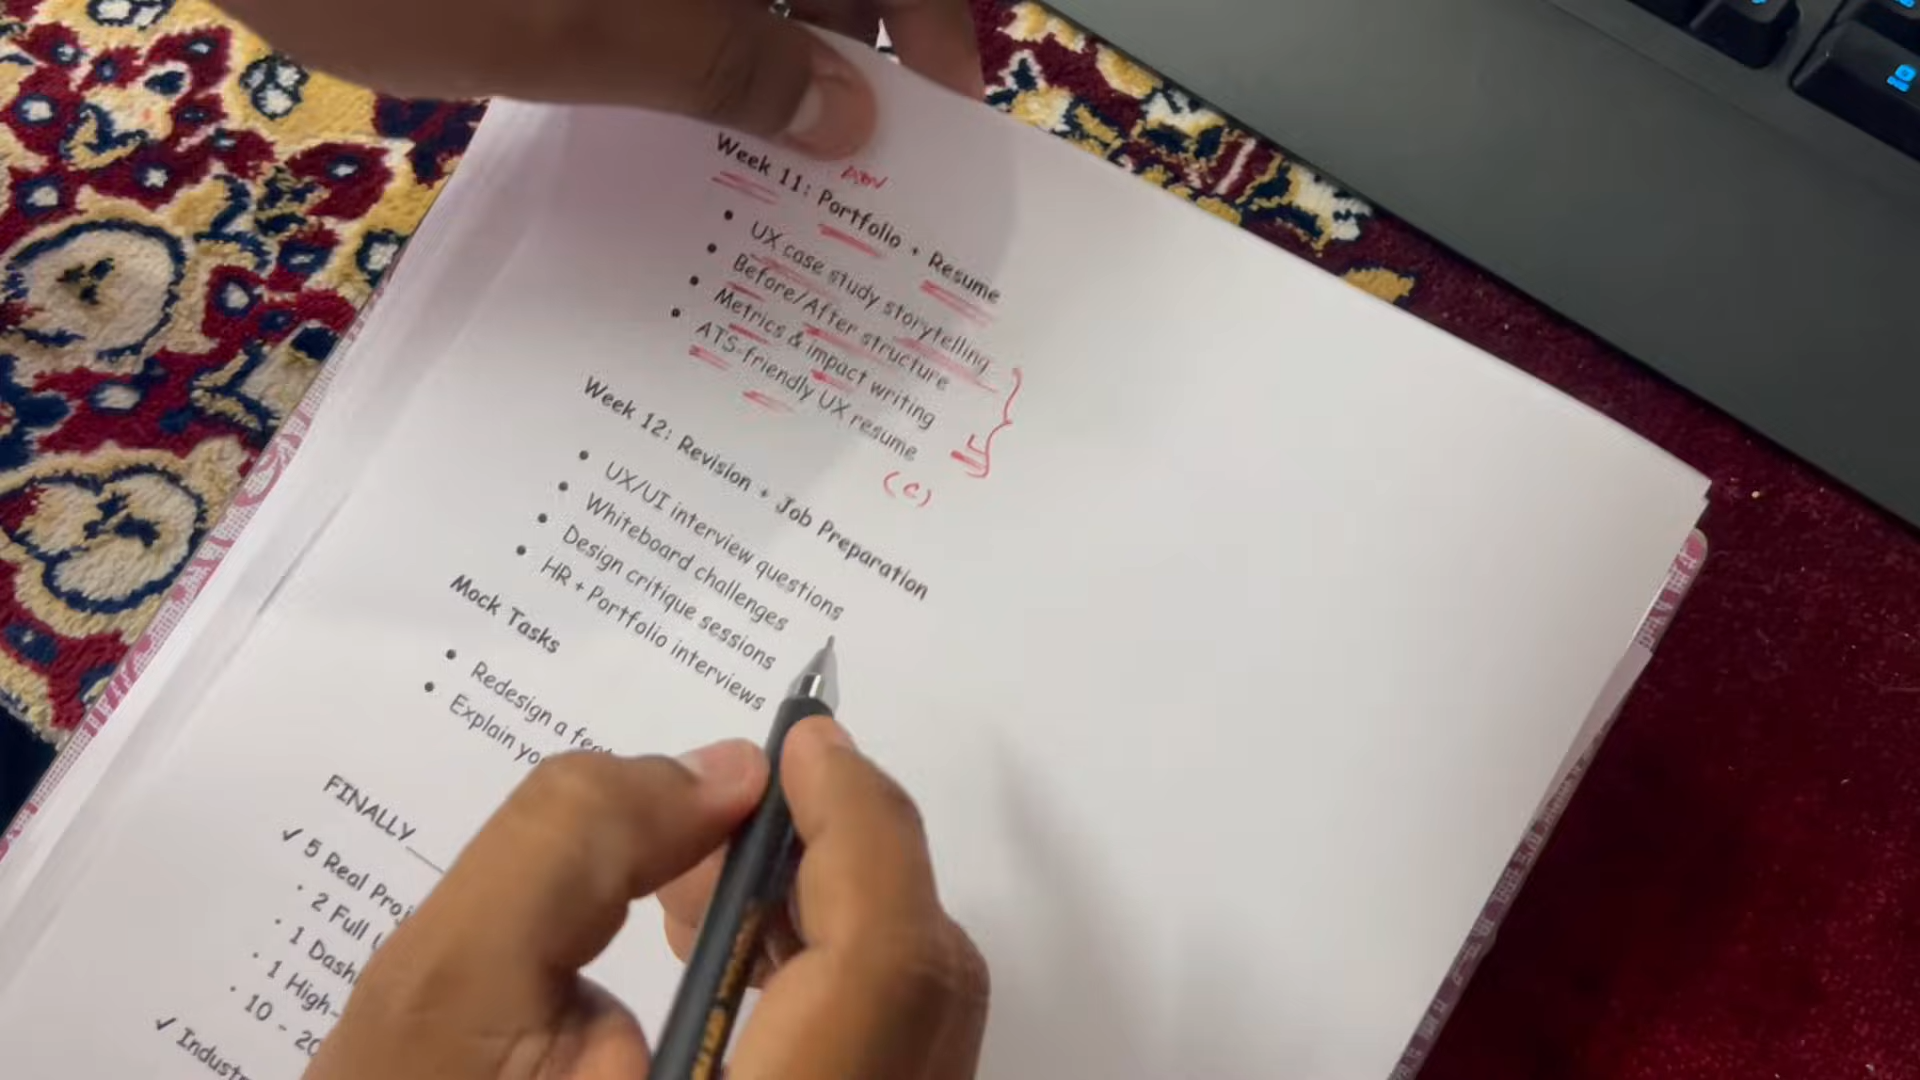 Week 11: Portfolio + Resume
• UX case study storytelling
• Before/After structure
• Metrics & impact writing
• ATS-friendly UX resume
(C)
Week 12: Revision + Job Preparation
• UX/UI interview questions
• Whiteboard challenges
• Design critique sessions
• HR + Portfolio interviews
Mock Tasks
• Redesign a
• Explain
FINALLY
✓ 5 Real
• 2 Full
• 1
• 1 High-
• 10 -
✓
10